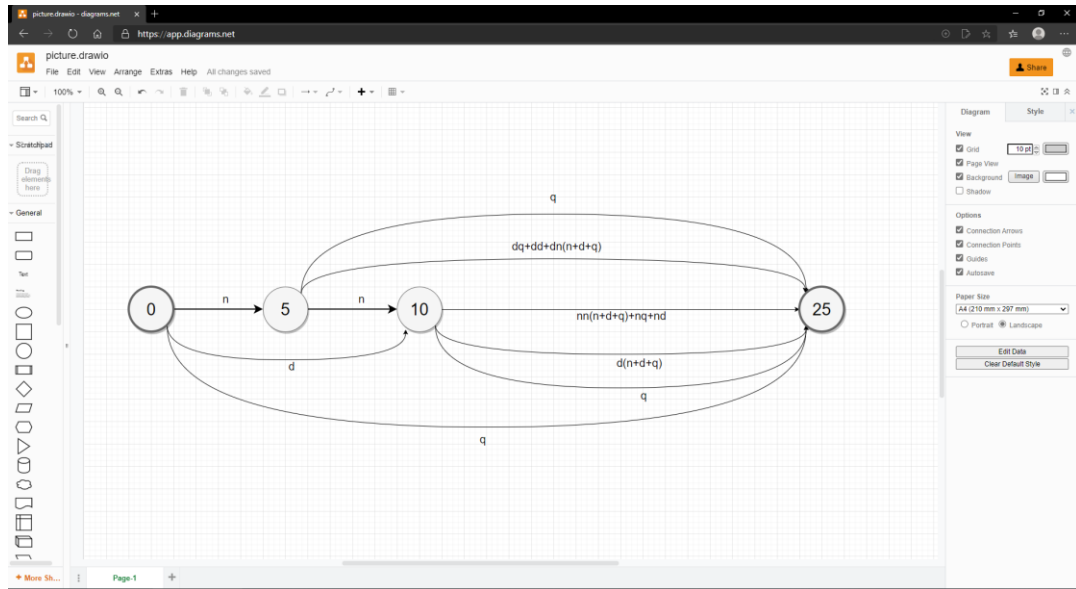 picture.drawio - diagrams.net
https://app.diagrams.net
picture.drawio
File Edit View Arrange Extras Help All changes saved
Share
100%
Search
Scratchpad
Drag
elements
here
General
Text
More Sh...
q
dq+dd+dn(n+d+q)
0
n
5
n
10
25
nn(n+d+q)+nq+nd
d
d(n+d+q)
q
q
Page-1
Diagram Style
View
Grid 10 pt
Page View
Background Image
Shadow
Options
Connection Arrows
Connection Points
Guides
Autosave
Paper Size
A4 (210 mm x 297 mm)
Portrait Landscape
Edit Data
Clear Default Style